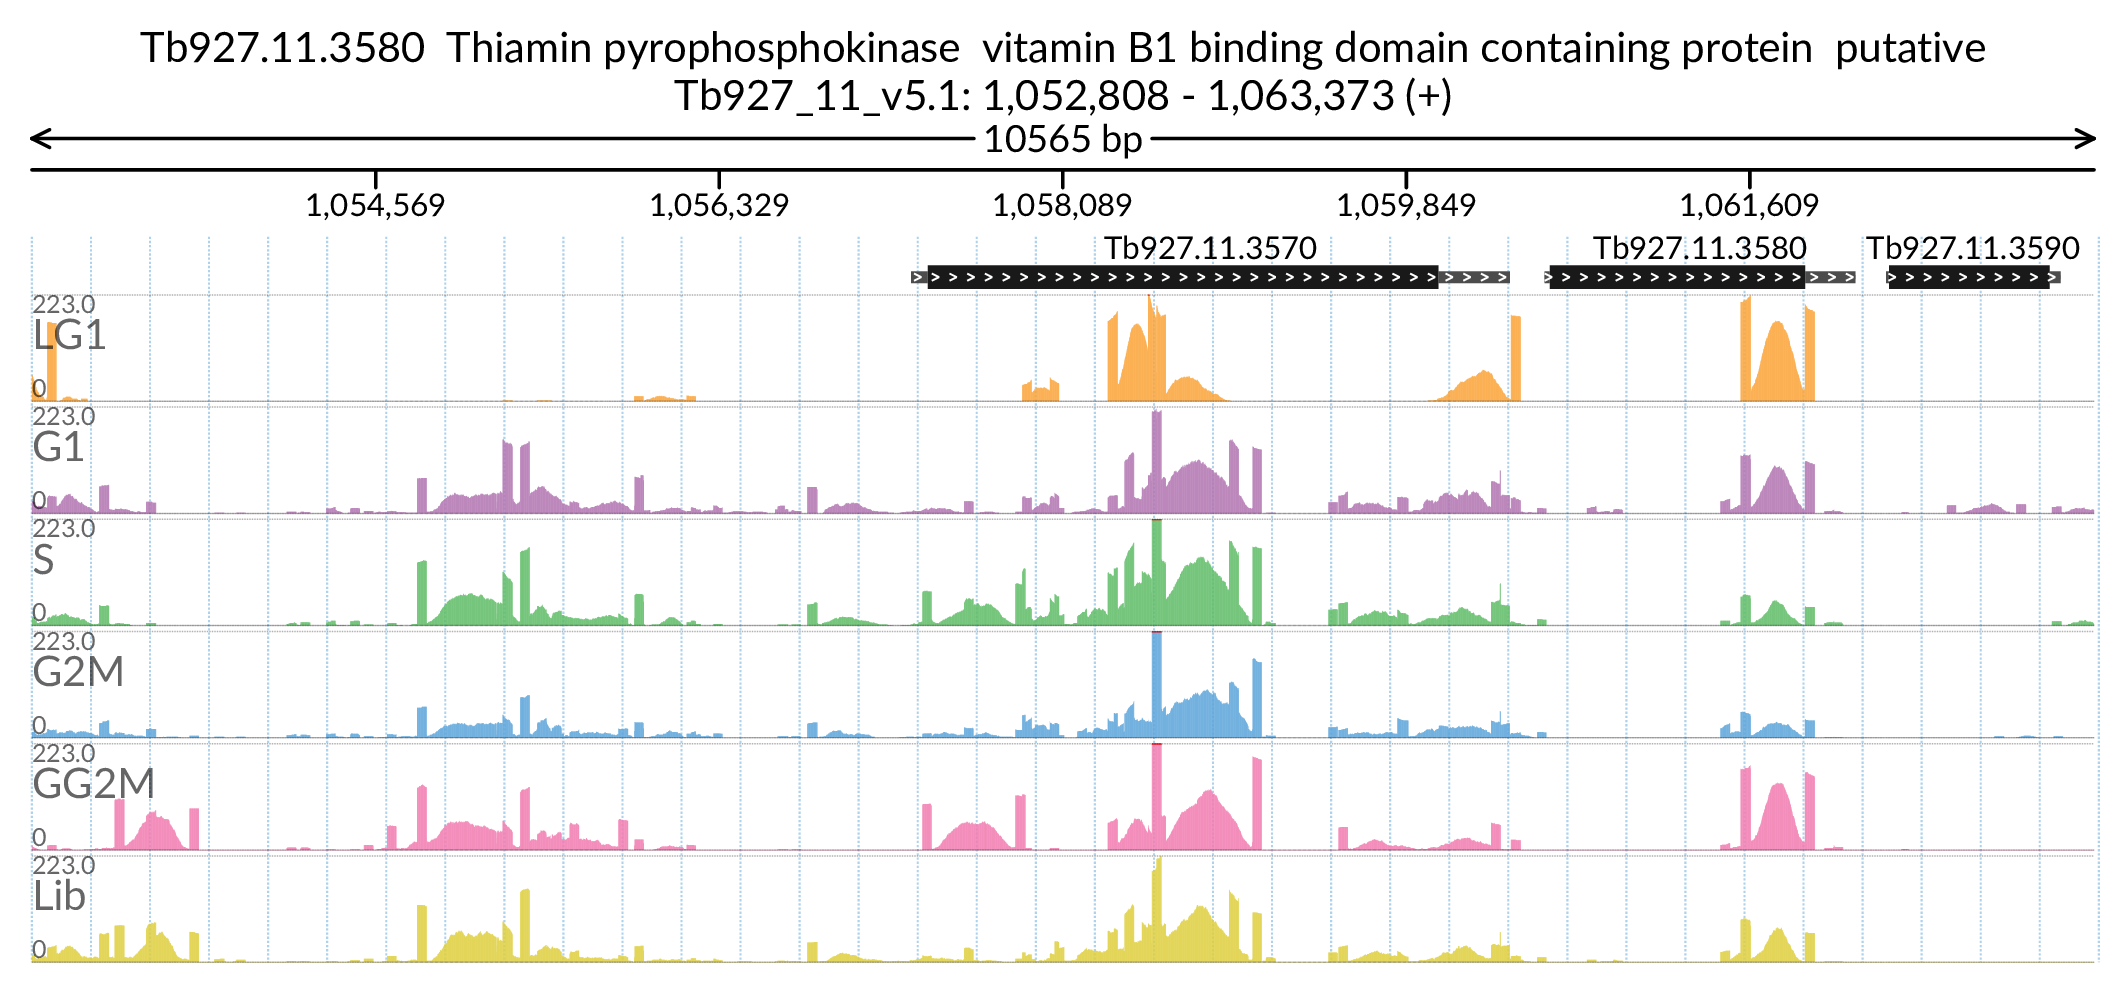 Tb927.11.3580  Thiamin pyrophosphokinase  vitamin B1 binding domain containing protein  putative
Tb927_11_v5.1: 1,052,808 - 1,063,373 (+)
10565 bp
1,054,569 1,056,329 1,058,089 1,059,849 1,061,609
Tb927.11.3570 Tb927.11.3580 Tb927.11.3590
223.0
LG1
0
223.0
G1
0
223.0
S
0
223.0
G2M
0
223.0
GG2M
0
223.0
Lib
0